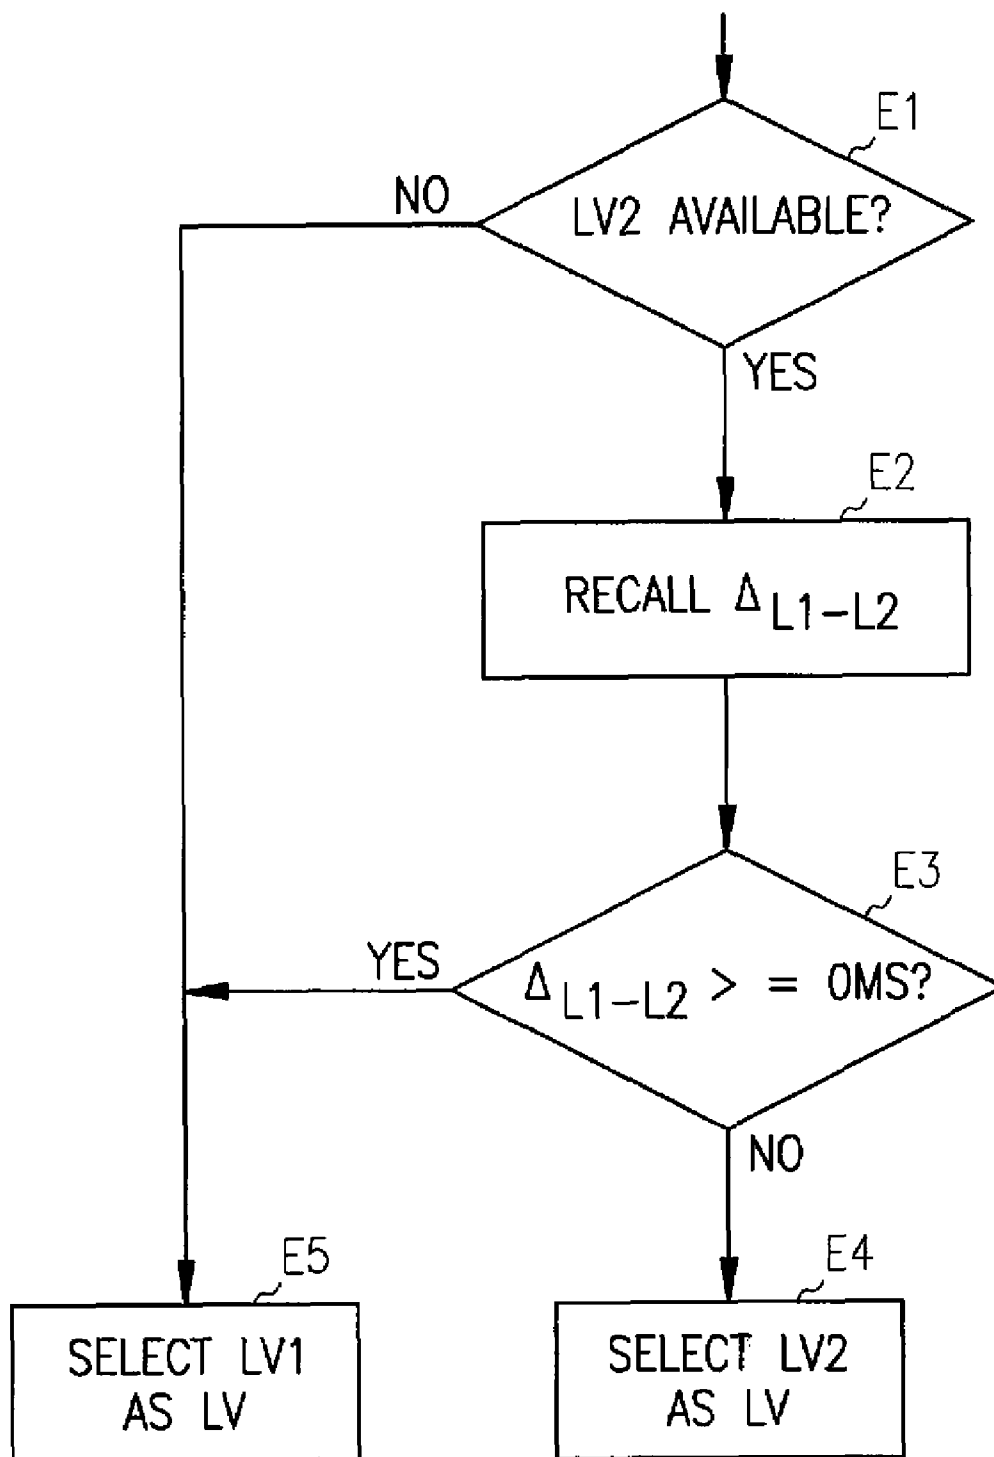 E1
NO
LV2 AVAILABLE?
YES
E2
RECALL Δ L1-L2
E3
YES
Δ L1-L2 > = 0MS?
NO
E5
E4
SELECT LV1
AS LV
SELECT LV2
AS LV